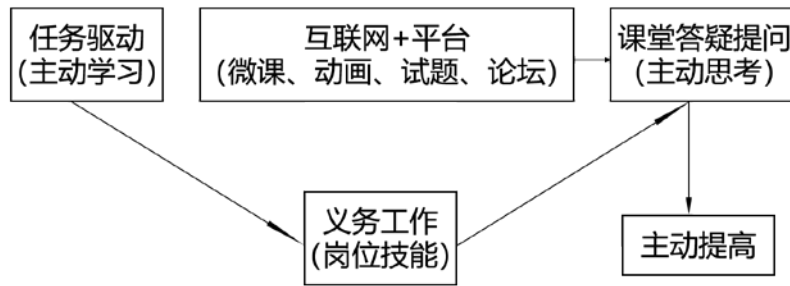 任务驱动
(主动学习)
互联网+平台
(微课、动画、试题、论坛)
课堂答疑提问
(主动思考)
义务工作
(岗位技能)
主动提高